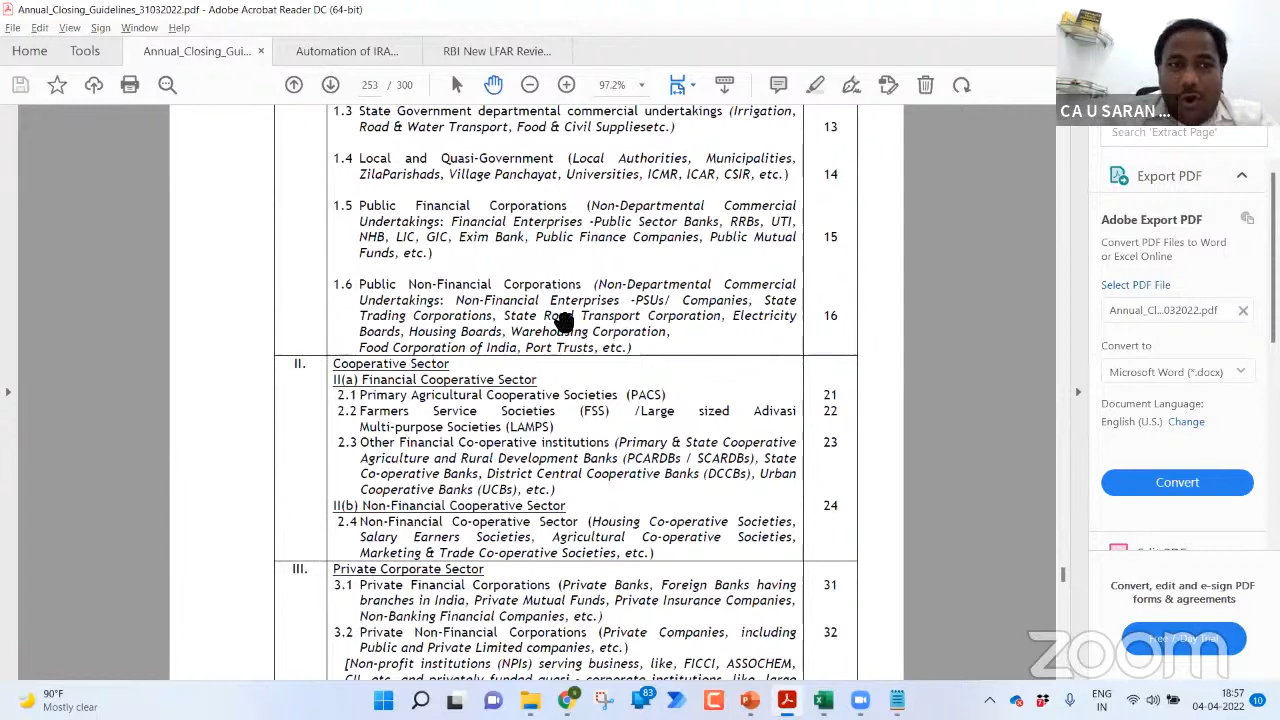 Annual_Closing_Guidelines_31032022.pdf - Adobe Acrobat Reader DC (64-bit)
File Edit View Sign Window Help
Home Tools Annual_Closing_Gui... × Automation of IRA... RBI New LFAR Revie...
253 / 300 97.2%
C A U SARAN ...
1.3 State Government departmental commercial undertakings (Irrigation,
Road & Water Transport, Food & Civil Suppliesetc.) 13
1.4 Local and Quasi-Government (Local Authorities, Municipalities,
ZilaParishads, Village Panchayat, Universities, ICMR, ICAR, CSIR, etc.) 14
1.5 Public Financial Corporations (Non-Departmental Commercial
Undertakings: Financial Enterprises -Public Sector Banks, RRBs, UTI,
NHB, LIC, GIC, Exim Bank, Public Finance Companies, Public Mutual 15
Funds, etc.)
1.6 Public Non-Financial Corporations (Non-Departmental Commercial
Undertakings: Non-Financial Enterprises -PSUs/ Companies, State
Trading Corporations, State Road Transport Corporation, Electricity 16
Boards, Housing Boards, Warehousing Corporation,
Food Corporation of India, Port Trusts, etc.)
II. Cooperative Sector
II(a) Financial Cooperative Sector
2.1 Primary Agricultural Cooperative Societies (PACS) 21
2.2 Farmers Service Societies (FSS) /Large sized Adivasi 22
Multi-purpose Societies (LAMPS)
2.3 Other Financial Co-operative institutions (Primary & State Cooperative 23
Agriculture and Rural Development Banks (PCARDBs / SCARDBs), State
Co-operative Banks, District Central Cooperative Banks (DCCBs), Urban
Cooperative Banks (UCBs), etc.)
II(b) Non-Financial Cooperative Sector 24
2.4 Non-Financial Co-operative Sector (Housing Co-operative Societies,
Salary Earners Societies, Agricultural Co-operative Societies,
Marketing & Trade Co-operative Societies, etc.)
III. Private Corporate Sector
3.1 Private Financial Corporations (Private Banks, Foreign Banks having 31
branches in India, Private Mutual Funds, Private Insurance Companies,
Non-Banking Financial Companies, etc.)
3.2 Private Non-Financial Corporations (Private Companies, including 32
Public and Private Limited companies, etc.)
[Non-profit institutions (NPIs) serving business, like, FICCI, ASSOCHEM,
Search 'Extract Page'
Export PDF
Adobe Export PDF
Convert PDF Files to Word
or Excel Online
Select PDF File
Annual_Cl...032022.pdf
Convert to
Microsoft Word (*.docx)
Document Language:
English (U.S.) Change
Convert
Convert, edit and e-sign PDF
forms & agreements
Free 7-Day Trial
zoom
90°F
Mostly clear
83
ENG
IN
18:57
04-04-2022
10